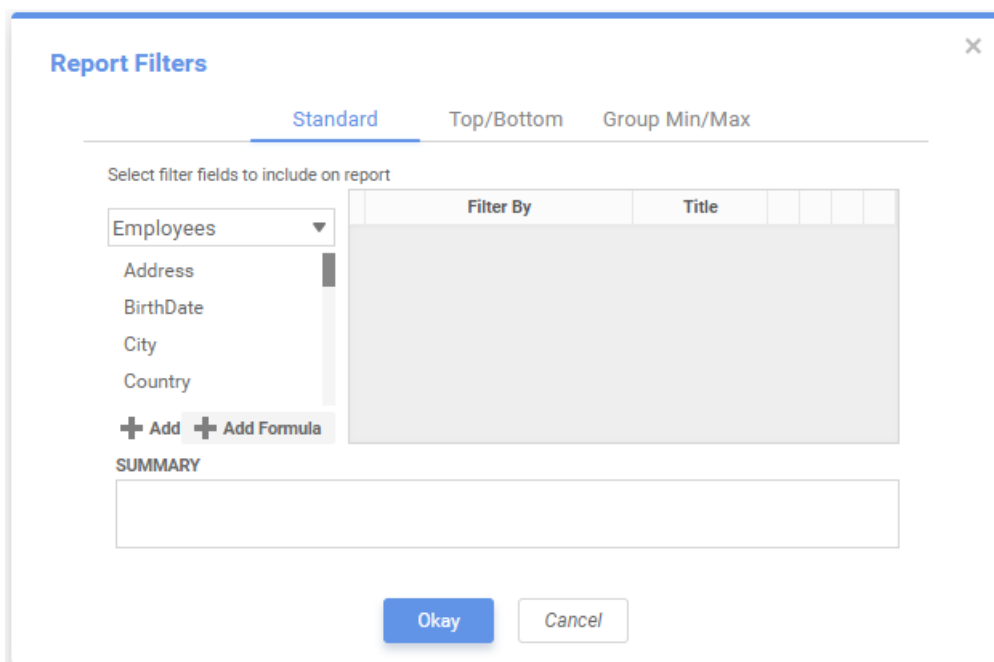 Report Filters
Standard Top/Bottom Group Min/Max
Select filter fields to include on report
Employees
Filter By Title
Address
BirthDate
City
Country
Add Add Formula
SUMMARY
Okay Cancel